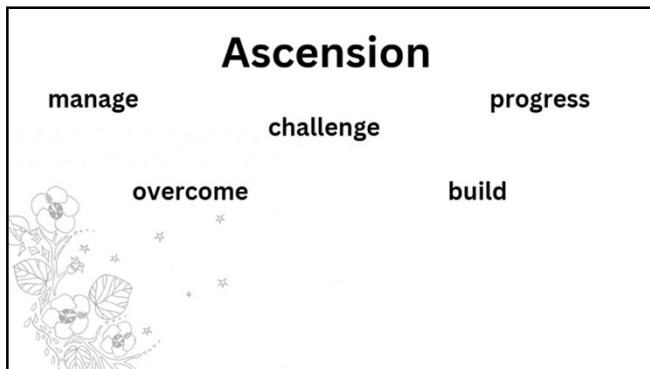 Ascension
manage
progress
challenge
overcome
build